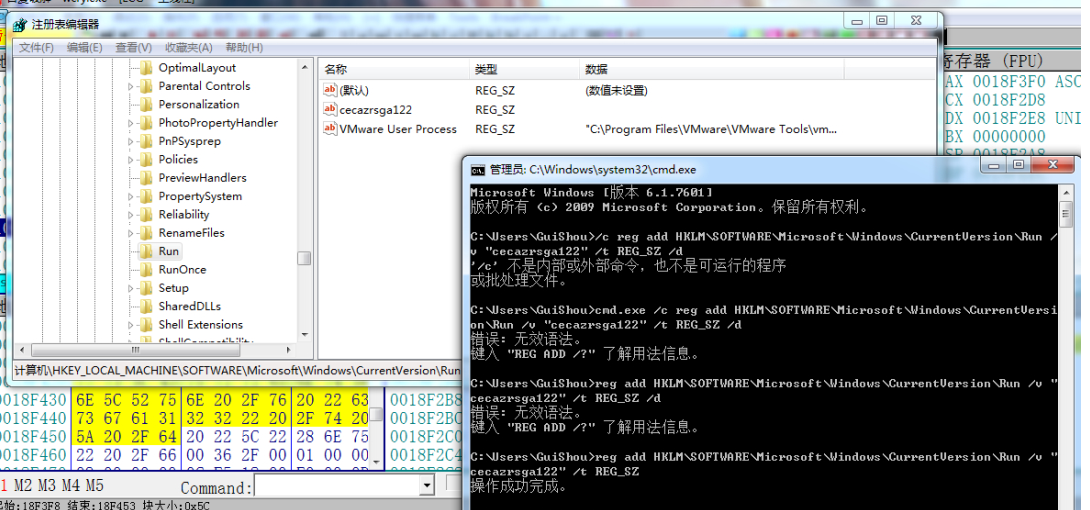 注册表编辑器
文件(F) 编辑(E) 查看(V) 收藏夹(A) 帮助(H)
OptimalLayout
Parental Controls
Personalization
PhotoPropertyHandler
PnPSysprep
Policies
PreviewHandlers
PropertySystem
Reliability
RenameFiles
Run
RunOnce
Setup
SharedDLLs
Shell Extensions
ShellCompatibility
名称 类型 数据
(默认) REG_SZ (数值未设置)
cecazrsga122 REG_SZ
VMware User Process REG_SZ "C:\Program Files\VMware\VMware Tools\vm...
计算机\HKEY_LOCAL_MACHINE\SOFTWARE\Microsoft\Windows\CurrentVersion\Run
寄存器 (FPU)
AX 0018F3F0 ASC
CX 0018F2D8
DX 0018F2E8 UNI
BX 00000000
SP 0018F2A8
管理员: C:\Windows\system32\cmd.exe
Microsoft Windows [版本 6.1.7601]
版权所有 (c) 2009 Microsoft Corporation。保留所有权利。
C:\Users\GuiShou>/c reg add HKLM\SOFTWARE\Microsoft\Windows\CurrentVersion\Run /
v "cecazrsga122" /t REG_SZ /d
'/c' 不是内部或外部命令，也不是可运行的程序
或批处理文件。
C:\Users\GuiShou>cmd.exe /c reg add HKLM\SOFTWARE\Microsoft\Windows\CurrentVersi
on\Run /v "cecazrsga122" /t REG_SZ /d
错误: 无效语法。
键入 "REG ADD /?" 了解用法信息。
C:\Users\GuiShou>reg add HKLM\SOFTWARE\Microsoft\Windows\CurrentVersion\Run /v "
cecazrsga122" /t REG_SZ /d
错误: 无效语法。
键入 "REG ADD /?" 了解用法信息。
C:\Users\GuiShou>reg add HKLM\SOFTWARE\Microsoft\Windows\CurrentVersion\Run /v "
cecazrsga122" /t REG_SZ
操作成功完成。
0018F430 6E 5C 52 75 6E 20 2F 76 20 22 63 0018F2B8
0018F440 73 67 61 31 32 32 22 20 2F 74 20 0018F2BC
0018F450 5A 20 2F 64 20 22 5C 22 28 6E 75 0018F2C0
0018F460 22 20 2F 66 00 36 2F 00 01 00 00 0018F2C4
1 M2 M3 M4 M5 Command:
起始:18F3F8 结束:18F453 块大小:0x5C